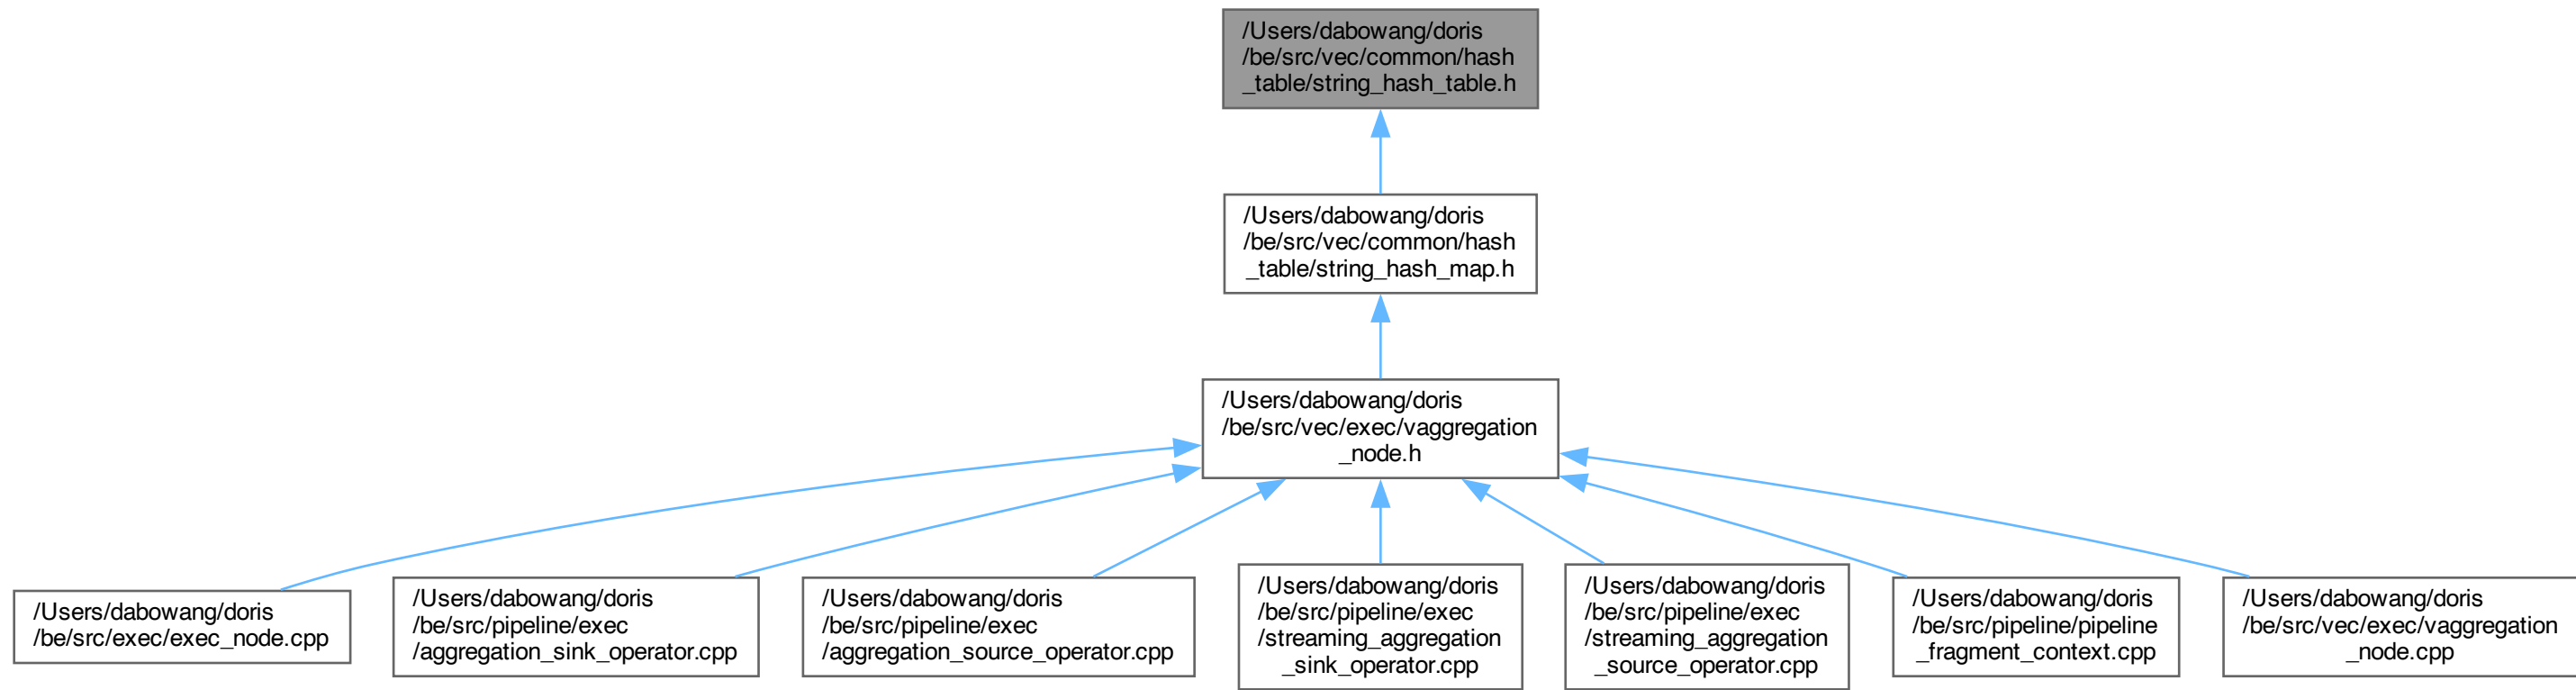 /Users/dabowang/doris
/be/src/vec/common/hash
_table/string_hash_table.h
/Users/dabowang/doris
/be/src/vec/common/hash
_table/string_hash_map.h
/Users/dabowang/doris
/be/src/vec/exec/vaggregation
_node.h
/Users/dabowang/doris
/be/src/exec/exec_node.cpp
/Users/dabowang/doris
/be/src/pipeline/exec
/aggregation_sink_operator.cpp
/Users/dabowang/doris
/be/src/pipeline/exec
/aggregation_source_operator.cpp
/Users/dabowang/doris
/be/src/pipeline/exec
/streaming_aggregation
_sink_operator.cpp
/Users/dabowang/doris
/be/src/pipeline/exec
/streaming_aggregation
_source_operator.cpp
/Users/dabowang/doris
/be/src/pipeline/pipeline
_fragment_context.cpp
/Users/dabowang/doris
/be/src/vec/exec/vaggregation
_node.cpp